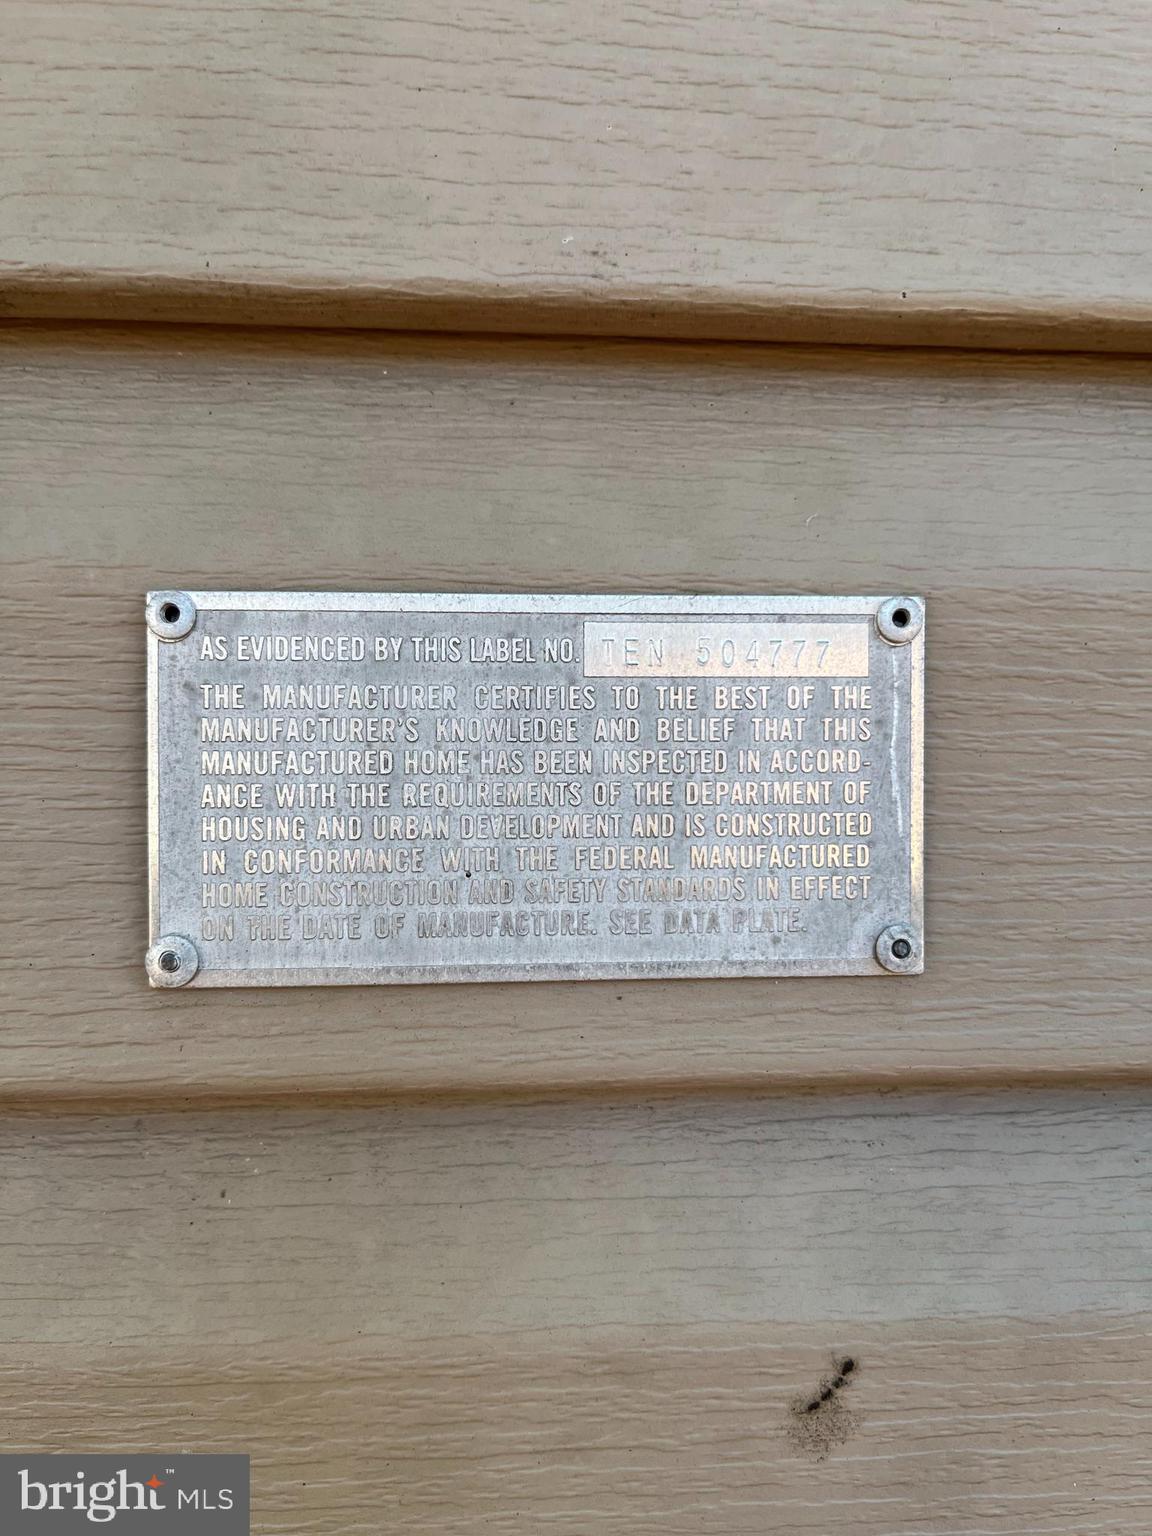 AS EVIDENCED BY THIS LABEL NO. TEN 504777
THE MANUFACTURER CERTIFIES TO THE BEST OF THE
MANUFACTURER'S KNOWLEDGE AND BELIEF THAT THIS
MANUFACTURED HOME HAS BEEN INSPECTED IN ACCORD-
ANCE WITH THE REQUIREMENTS OF THE DEPARTMENT OF
HOUSING AND URBAN DEVELOPMENT AND IS CONSTRUCTED
IN CONFORMANCE WITH THE FEDERAL MANUFACTURED
HOME CONSTRUCTION AND SAFETY STANDARDS IN EFFECT
ON THE DATE OF MANUFACTURE. SEE DATA PLATE.
bright™ MLS